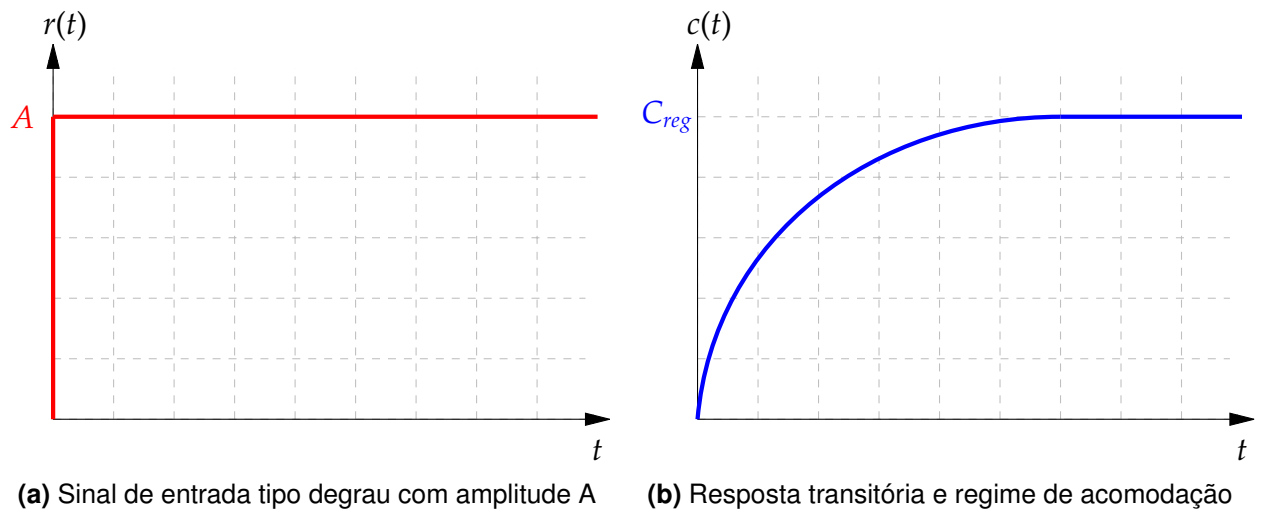 r(t)
A
t
(a) Sinal de entrada tipo degrau com amplitude A
c(t)
C_reg
t
(b) Resposta transitória e regime de acomodação